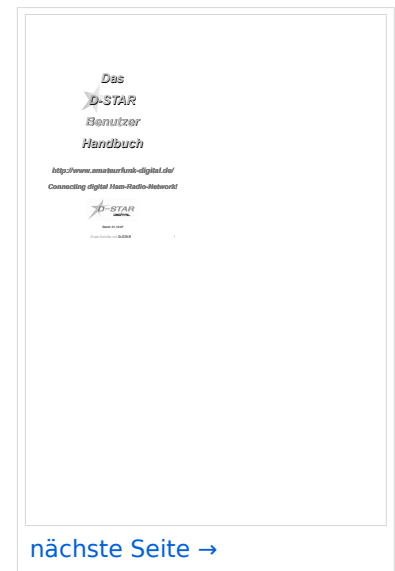 Das
D-STAR
Benutzer
Handbuch
http://www.amateurfunk-digital.de/
Connecting digital Ham-Radio-Network!
D-STAR
nächste Seite →